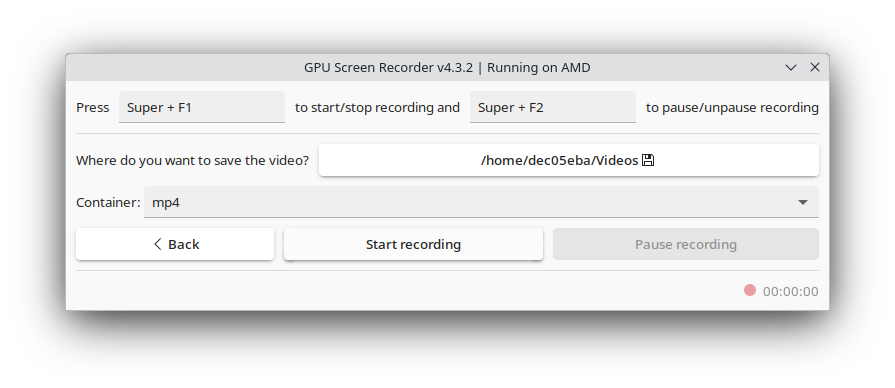 GPU Screen Recorder v4.3.2 | Running on AMD
Press Super + F1 to start/stop recording and Super + F2 to pause/unpause recording
Where do you want to save the video? /home/dec05eba/Videos
Container: mp4
Back Start recording Pause recording
00:00:00